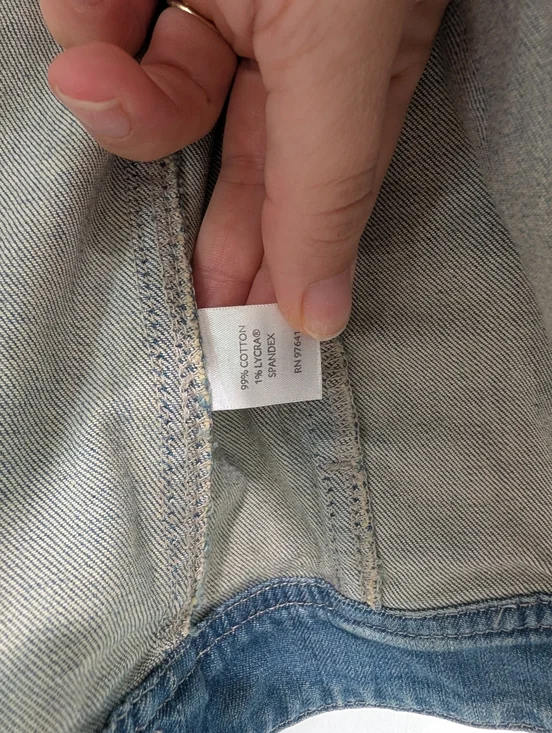 99% COTTON
1% LYCRA®
SPANDEX
RN 97641